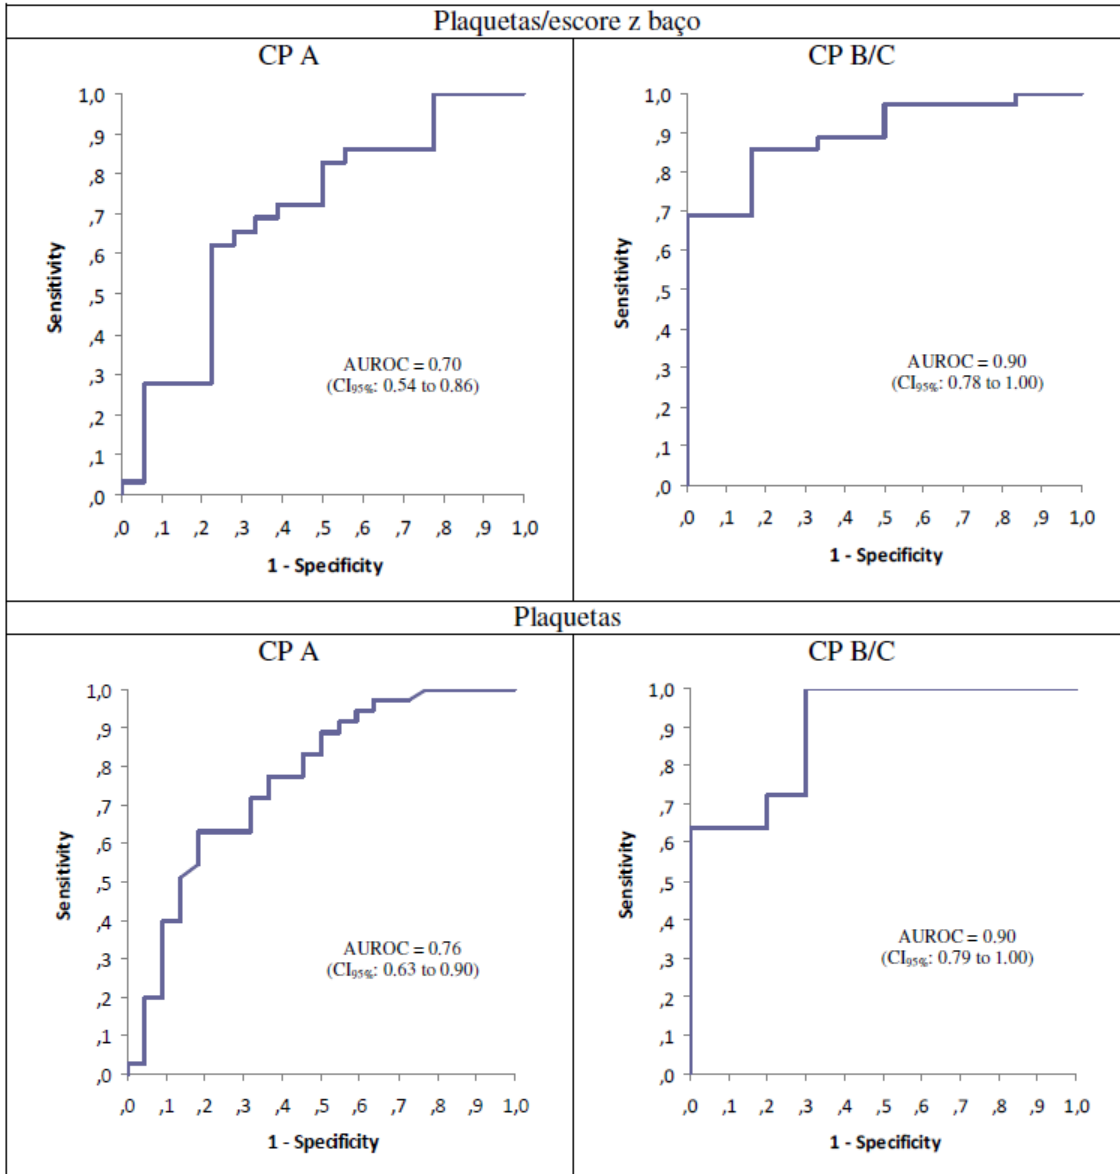 Plaquetas/escore z baço
CP A
1,0
,9
,8
,7
,6
,5
,4
,3
,2
,1
,0
Sensitivity
AUROC = 0.70
(CI95%: 0.54 to 0.86)
,0 ,1 ,2 ,3 ,4 ,5 ,6 ,7 ,8 ,9 1,0
1 - Specificity
CP B/C
1,0
,9
,8
,7
,6
,5
,4
,3
,2
,1
,0
Sensitivity
AUROC = 0.90
(CI95%: 0.78 to 1.00)
,0 ,1 ,2 ,3 ,4 ,5 ,6 ,7 ,8 ,9 1,0
1 - Specificity
Plaquetas
CP A
1,0
,9
,8
,7
,6
,5
,4
,3
,2
,1
,0
Sensitivity
AUROC = 0.76
(CI95%: 0.63 to 0.90)
,0 ,1 ,2 ,3 ,4 ,5 ,6 ,7 ,8 ,9 1,0
1 - Specificity
CP B/C
1,0
,9
,8
,7
,6
,5
,4
,3
,2
,1
,0
Sensitivity
AUROC = 0.90
(CI95%: 0.79 to 1.00)
,0 ,1 ,2 ,3 ,4 ,5 ,6 ,7 ,8 ,9 1,0
1 - Specificity